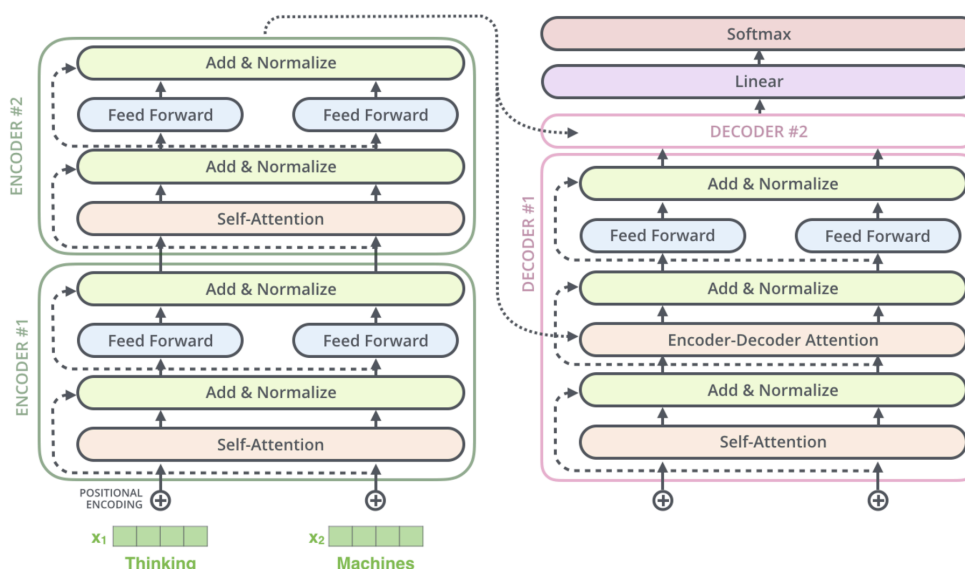 ENCODER #2
Add & Normalize
Feed Forward
Feed Forward
Add & Normalize
Self-Attention
ENCODER #1
Add & Normalize
Feed Forward
Feed Forward
Add & Normalize
Self-Attention
POSITIONAL
ENCODING
x1
x2
Thinking
Machines
Softmax
Linear
DECODER #2
DECODER #1
Add & Normalize
Feed Forward
Feed Forward
Add & Normalize
Encoder-Decoder Attention
Add & Normalize
Self-Attention